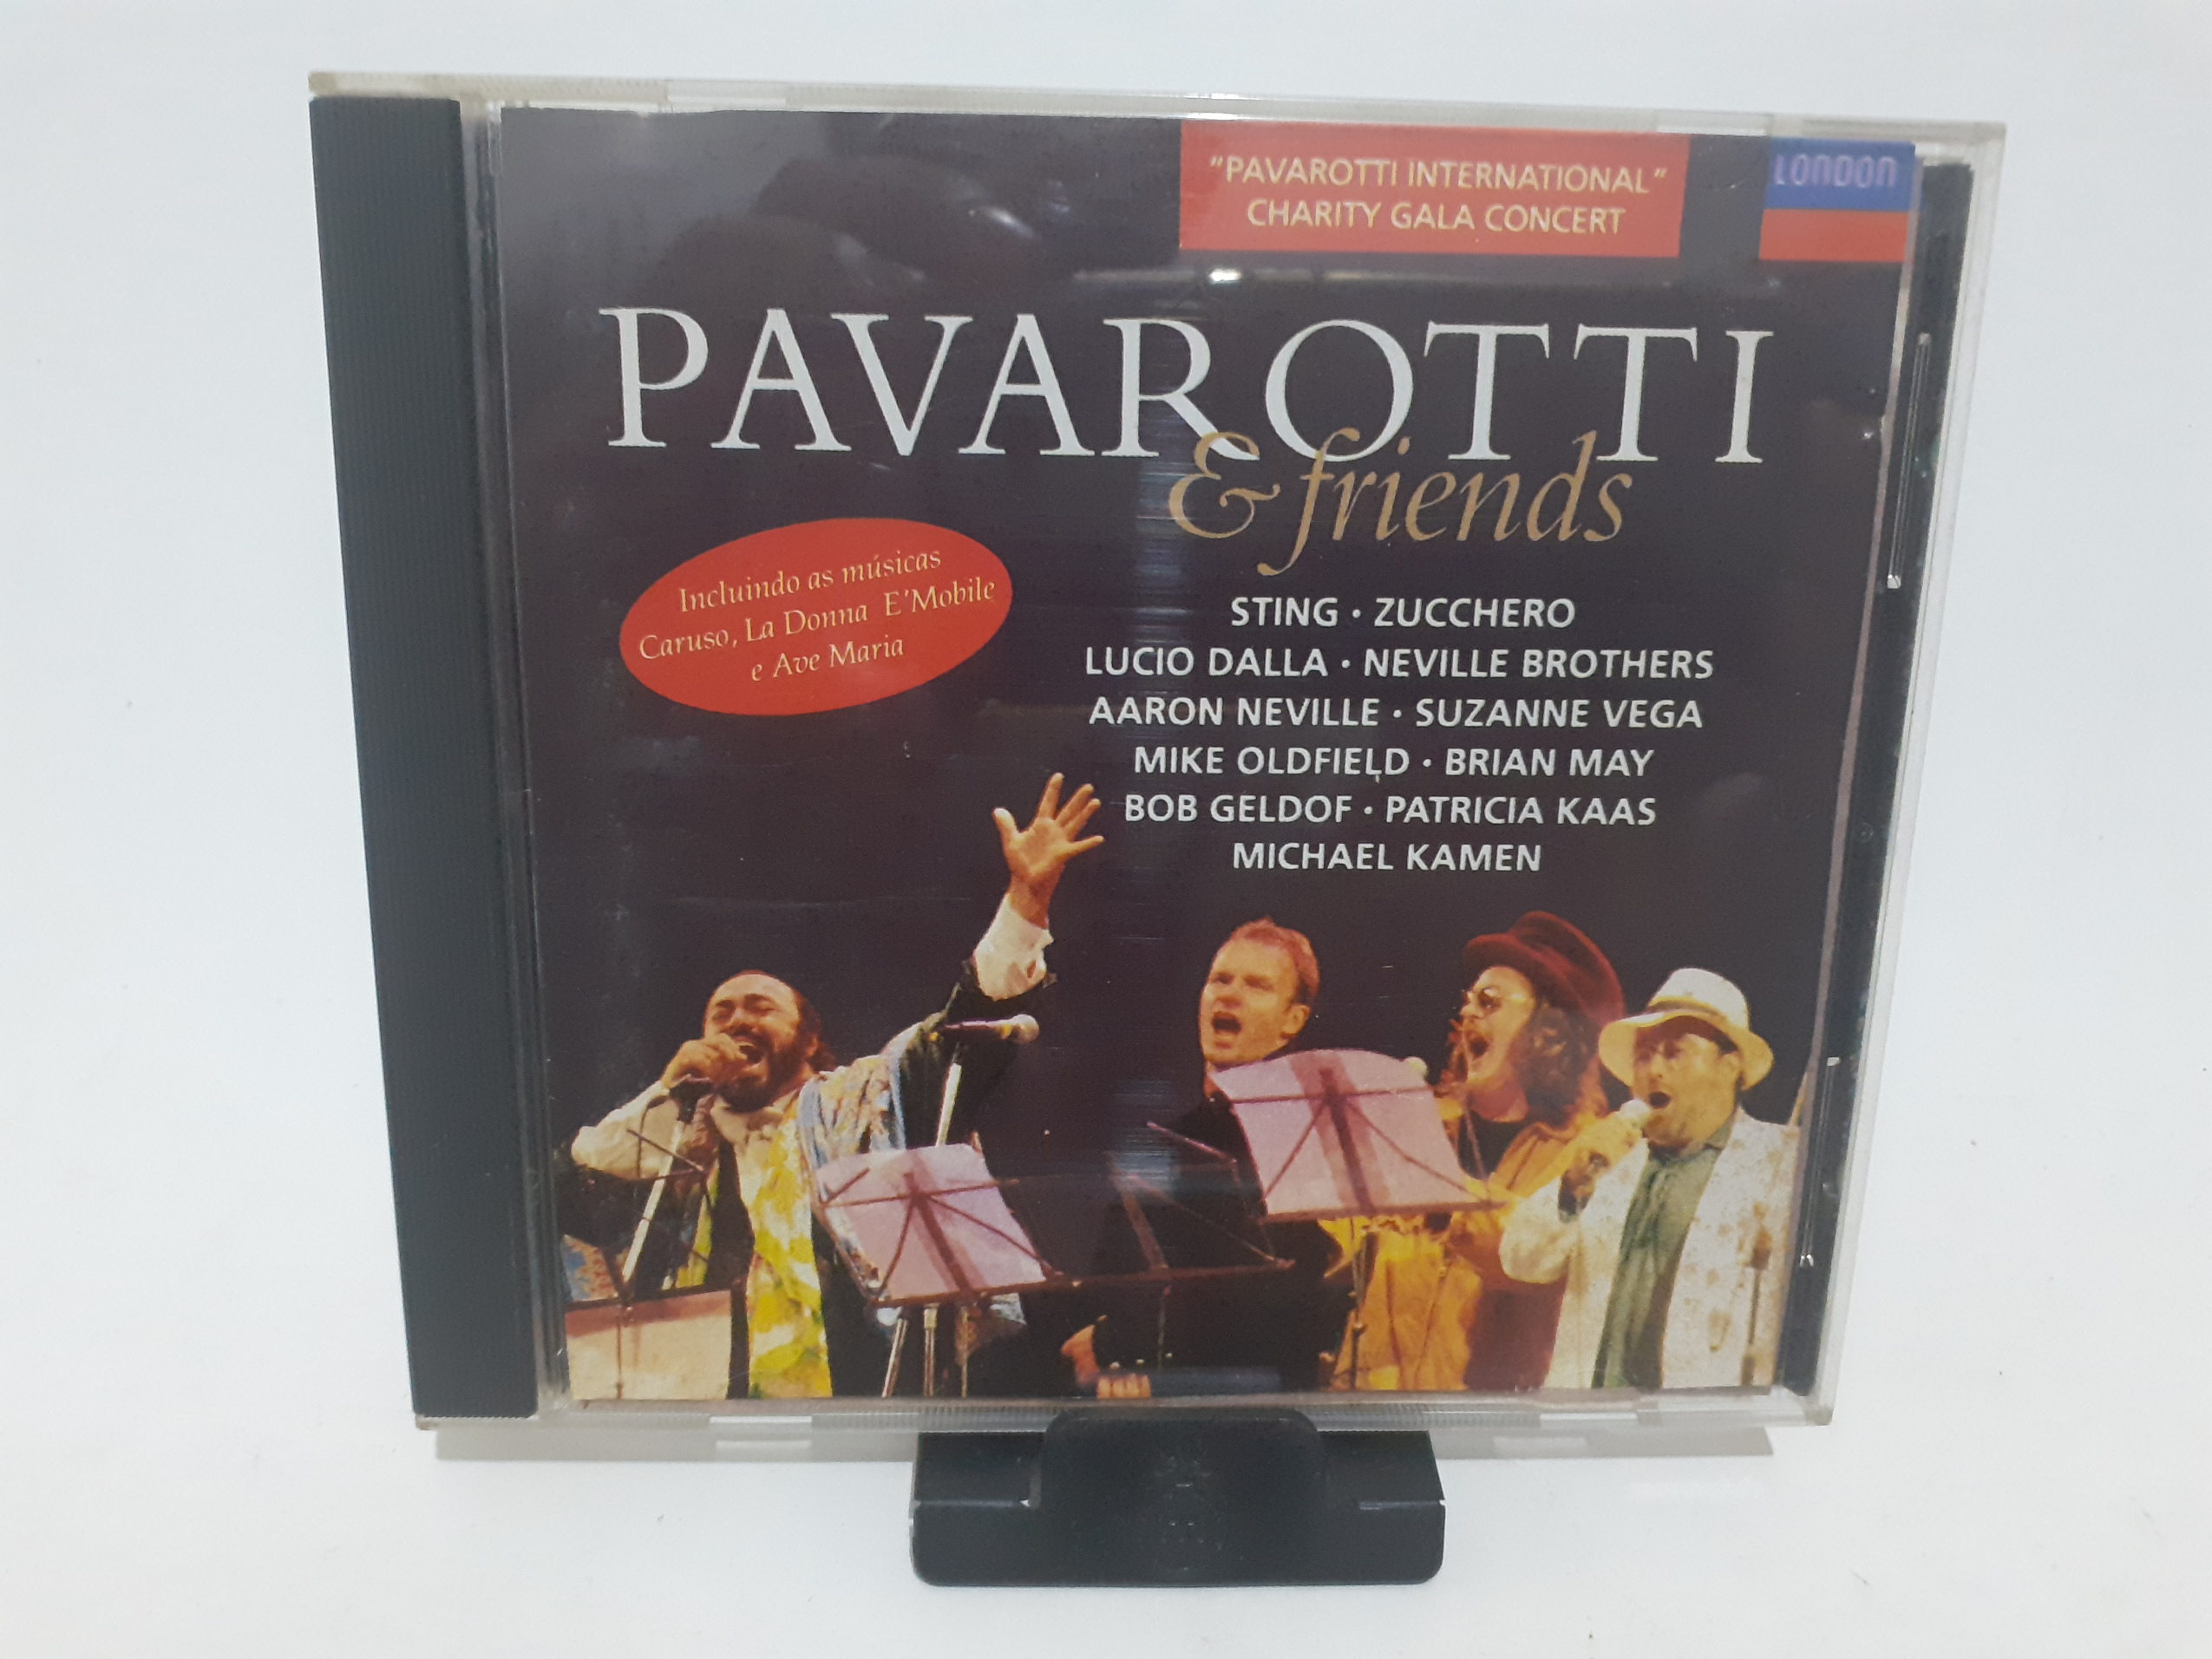 "PAVAROTTI INTERNATIONAL"
CHARITY GALA CONCERT
LONDON
PAVAROTTI
& friends
Incluindo as músicas
Caruso, La Donna E'Mobile
e Ave Maria
STING · ZUCCHERO
LUCIO DALLA · NEVILLE BROTHERS
AARON NEVILLE · SUZANNE VEGA
MIKE OLDFIELD · BRIAN MAY
BOB GELDOF · PATRICIA KAAS
MICHAEL KAMEN